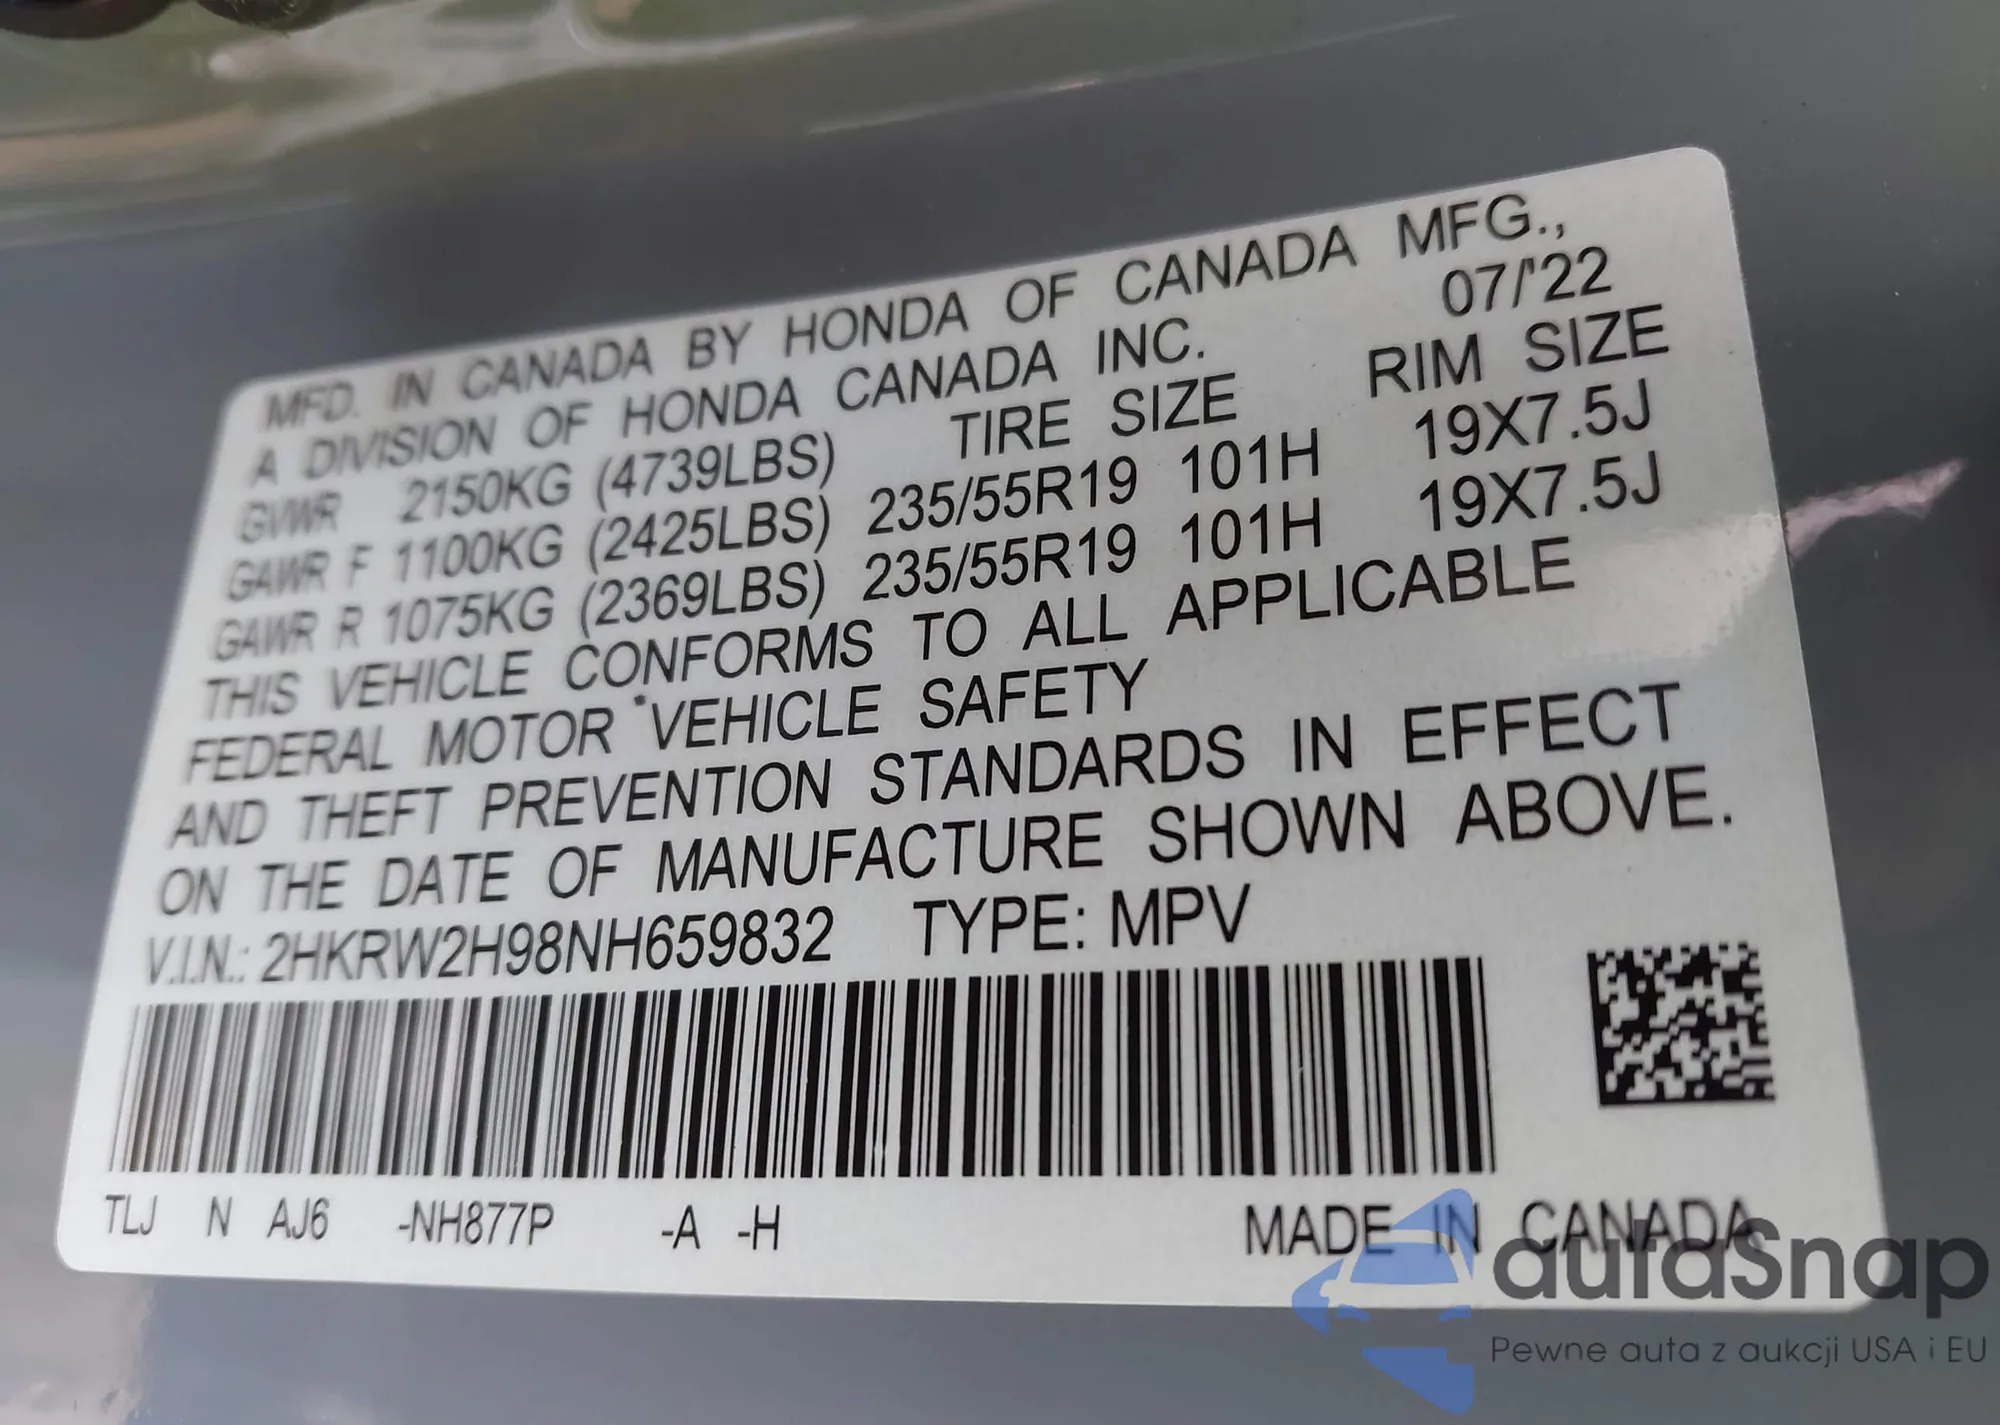 MFD. IN CANADA BY HONDA OF CANADA MFG.,
A DIVISION OF HONDA CANADA INC. 07/'22
TIRE SIZE RIM SIZE
GVWR 2150KG (4739LBS)
GAWR F 1100KG (2425LBS) 235/55R19 101H 19X7.5J
GAWR R 1075KG (2369LBS) 235/55R19 101H 19X7.5J
THIS VEHICLE CONFORMS TO ALL APPLICABLE
FEDERAL MOTOR VEHICLE SAFETY
AND THEFT PREVENTION STANDARDS IN EFFECT
ON THE DATE OF MANUFACTURE SHOWN ABOVE.
V.I.N.: 2HKRW2H98NH659832 TYPE: MPV
TLJ N AJ6 -NH877P -A -H MADE IN CANADA
autaSnap
Pewne auta z aukcji USA i EU